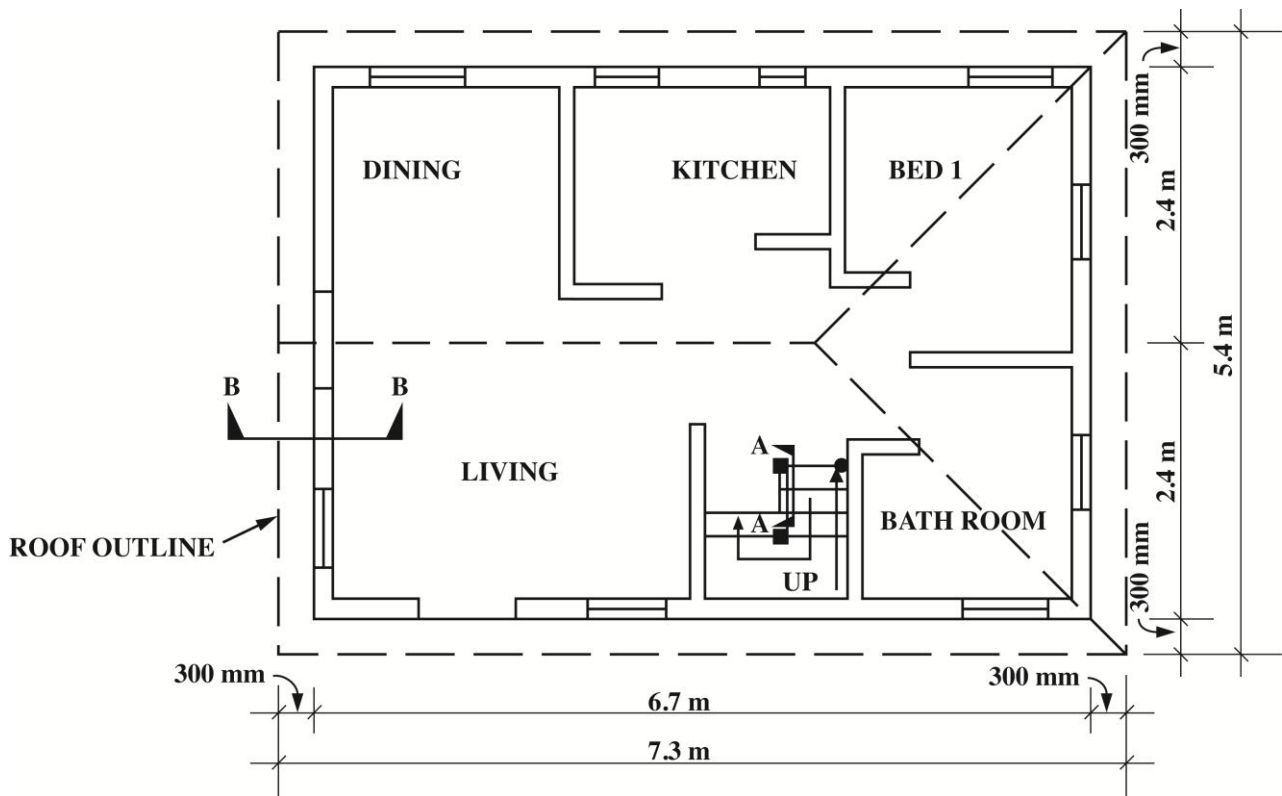 300 mm
DINING
KITCHEN
BED 1
2.4 m
5.4 m
B
B
A
LIVING
2.4 m
A
BATH ROOM
ROOF OUTLINE
UP
300 mm
300 mm
6.7 m
300 mm
7.3 m